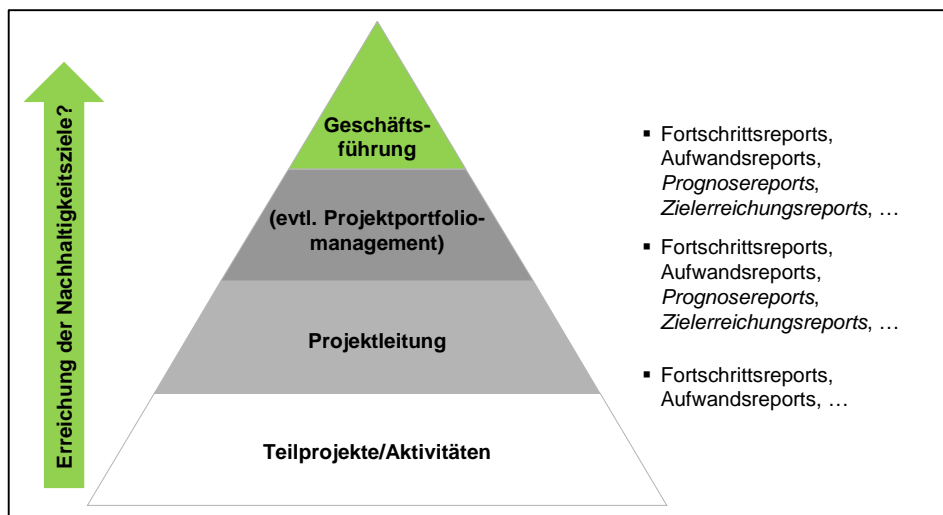 Erreichung der Nachhaltigkeitsziele?
Geschäfts-
führung
(evtl. Projektportfolio-
management)
Projektleitung
Teilprojekte/Aktivitäten
▪ Fortschrittsreports,
Aufwandsreports,
Prognosereports,
Zielerreichungsreports, …
▪ Fortschrittsreports,
Aufwandsreports,
Prognosereports,
Zielerreichungsreports, …
▪ Fortschrittsreports,
Aufwandsreports, …